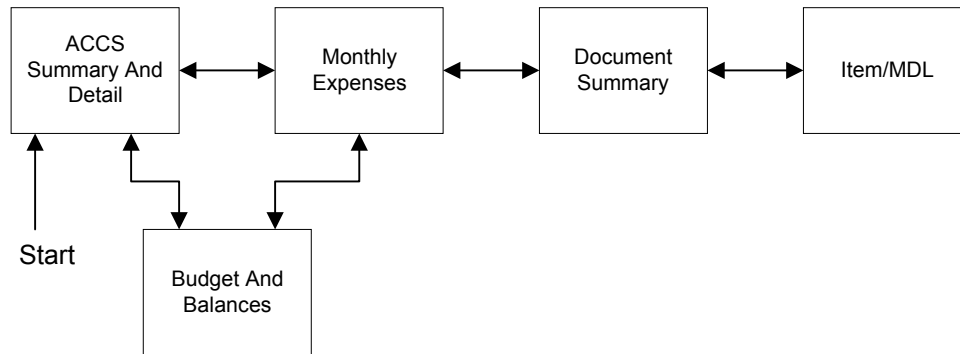 ACCS
Summary And
Detail
Monthly
Expenses
Document
Summary
Item/MDL
Start
Budget And
Balances